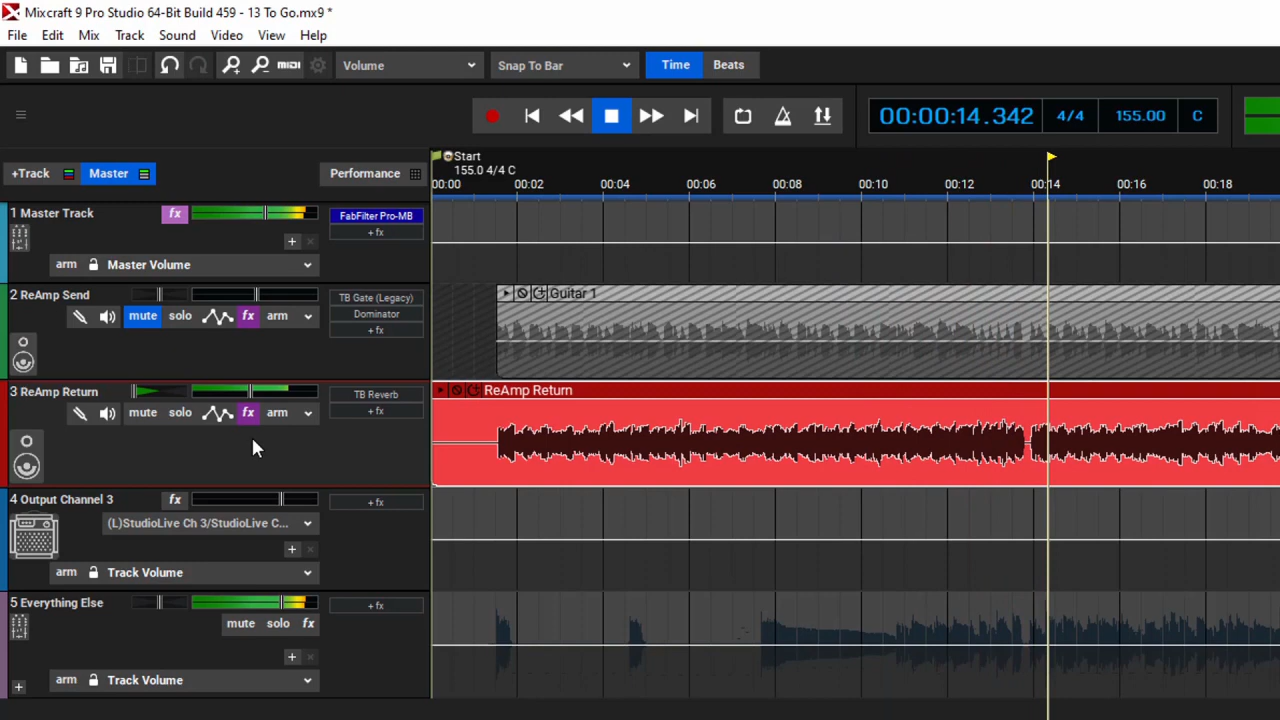 Mixcraft 9 Pro Studio 64-Bit Build 459 - 13 To Go.mx9 *
File Edit Mix Track Sound Video View Help
MIDI Volume Snap To Bar Time Beats
00:00:14.342 4/4 155.00 C
+Track Master Performance
Start
155.0 4/4 C
00:00 00:02 00:04 00:06 00:08 00:10 00:12 00:14 00:16 00:18
1 Master Track fx FabFilter Pro-MB
+ fx
arm Master Volume
2 ReAmp Send TB Gate (Legacy) Guitar 1
mute solo fx arm Dominator
+ fx
3 ReAmp Return TB Reverb ReAmp Return
mute solo fx arm + fx
4 Output Channel 3 fx + fx
(L)StudioLive Ch 3/StudioLive C...
arm Track Volume
5 Everything Else + fx
mute solo fx
arm Track Volume